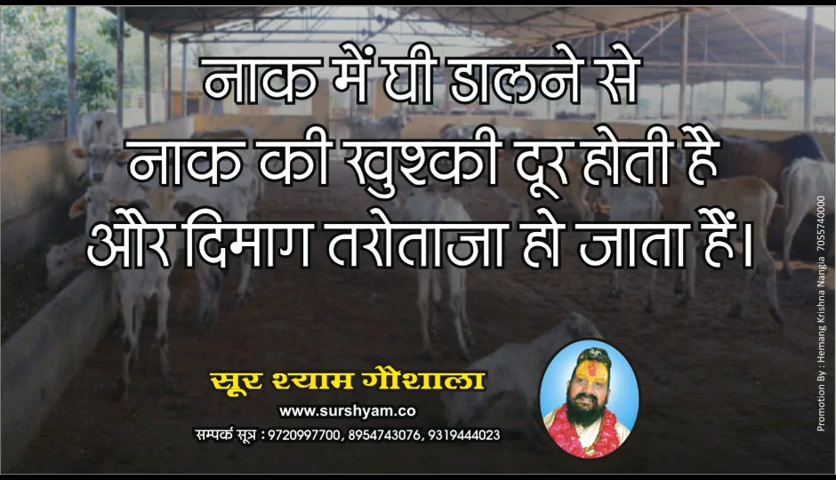 नाक में घी डालने से
नाक की खुश्की दूर होती है
और दिमाग तरोताजा हो जाता हैं।
सूर श्याम गौशाला
www.surshyam.co
सम्पर्क सूत्र : 9720997700, 8954743076, 9319444023
Promotion By : Hemang Krishna Nangia 7055740000